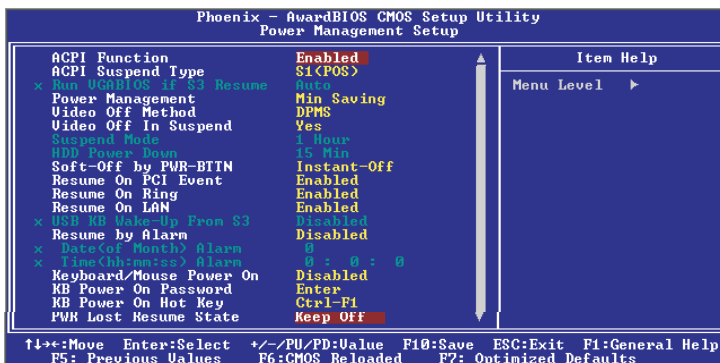 Phoenix - AwardBIOS CMOS Setup Utility
Power Management Setup
ACPI Function Enabled
ACPI Suspend Type S1(POS)
x Run VGABIOS if S3 Resume Auto
Power Management Min Saving
Video Off Method DPMS
Video Off In Suspend Yes
Suspend Mode 1 Hour
HDD Power Down 15 Min
Soft-Off by PWR-BTTN Instant-Off
Resume On PCI Event Enabled
Resume On Ring Enabled
Resume On LAN Enabled
x USB KB Wake-Up From S3 Disabled
Resume by Alarm Disabled
x Date(of Month) Alarm 0
x Time(hh:mm:ss) Alarm 0 : 0 : 0
Keyboard/Mouse Power On Disabled
KB Power On Password Enter
KB Power On Hot Key Ctrl-F1
PWR Lost Resume State Keep Off
Item Help
Menu Level ▶
↑↓→←:Move Enter:Select +/-/PU/PD:Value F10:Save ESC:Exit F1:General Help
F5: Previous Values F6:CMOS Reloaded F7: Optimized Defaults